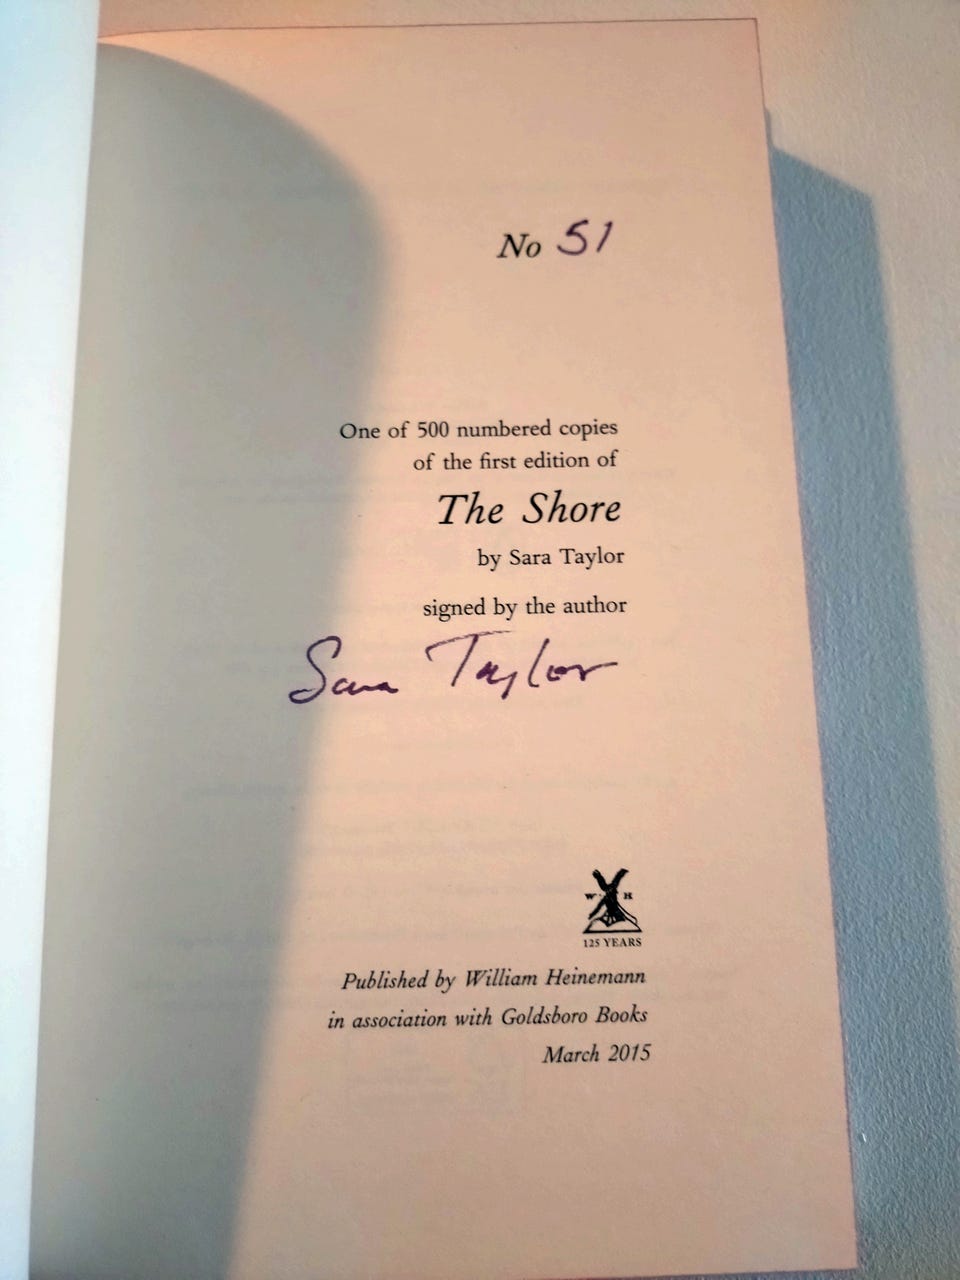 No 51
One of 500 numbered copies
of the first edition of
The Shore
by Sara Taylor
signed by the author
Sara Taylor
W H
125 YEARS
Published by William Heinemann
in association with Goldsboro Books
March 2015